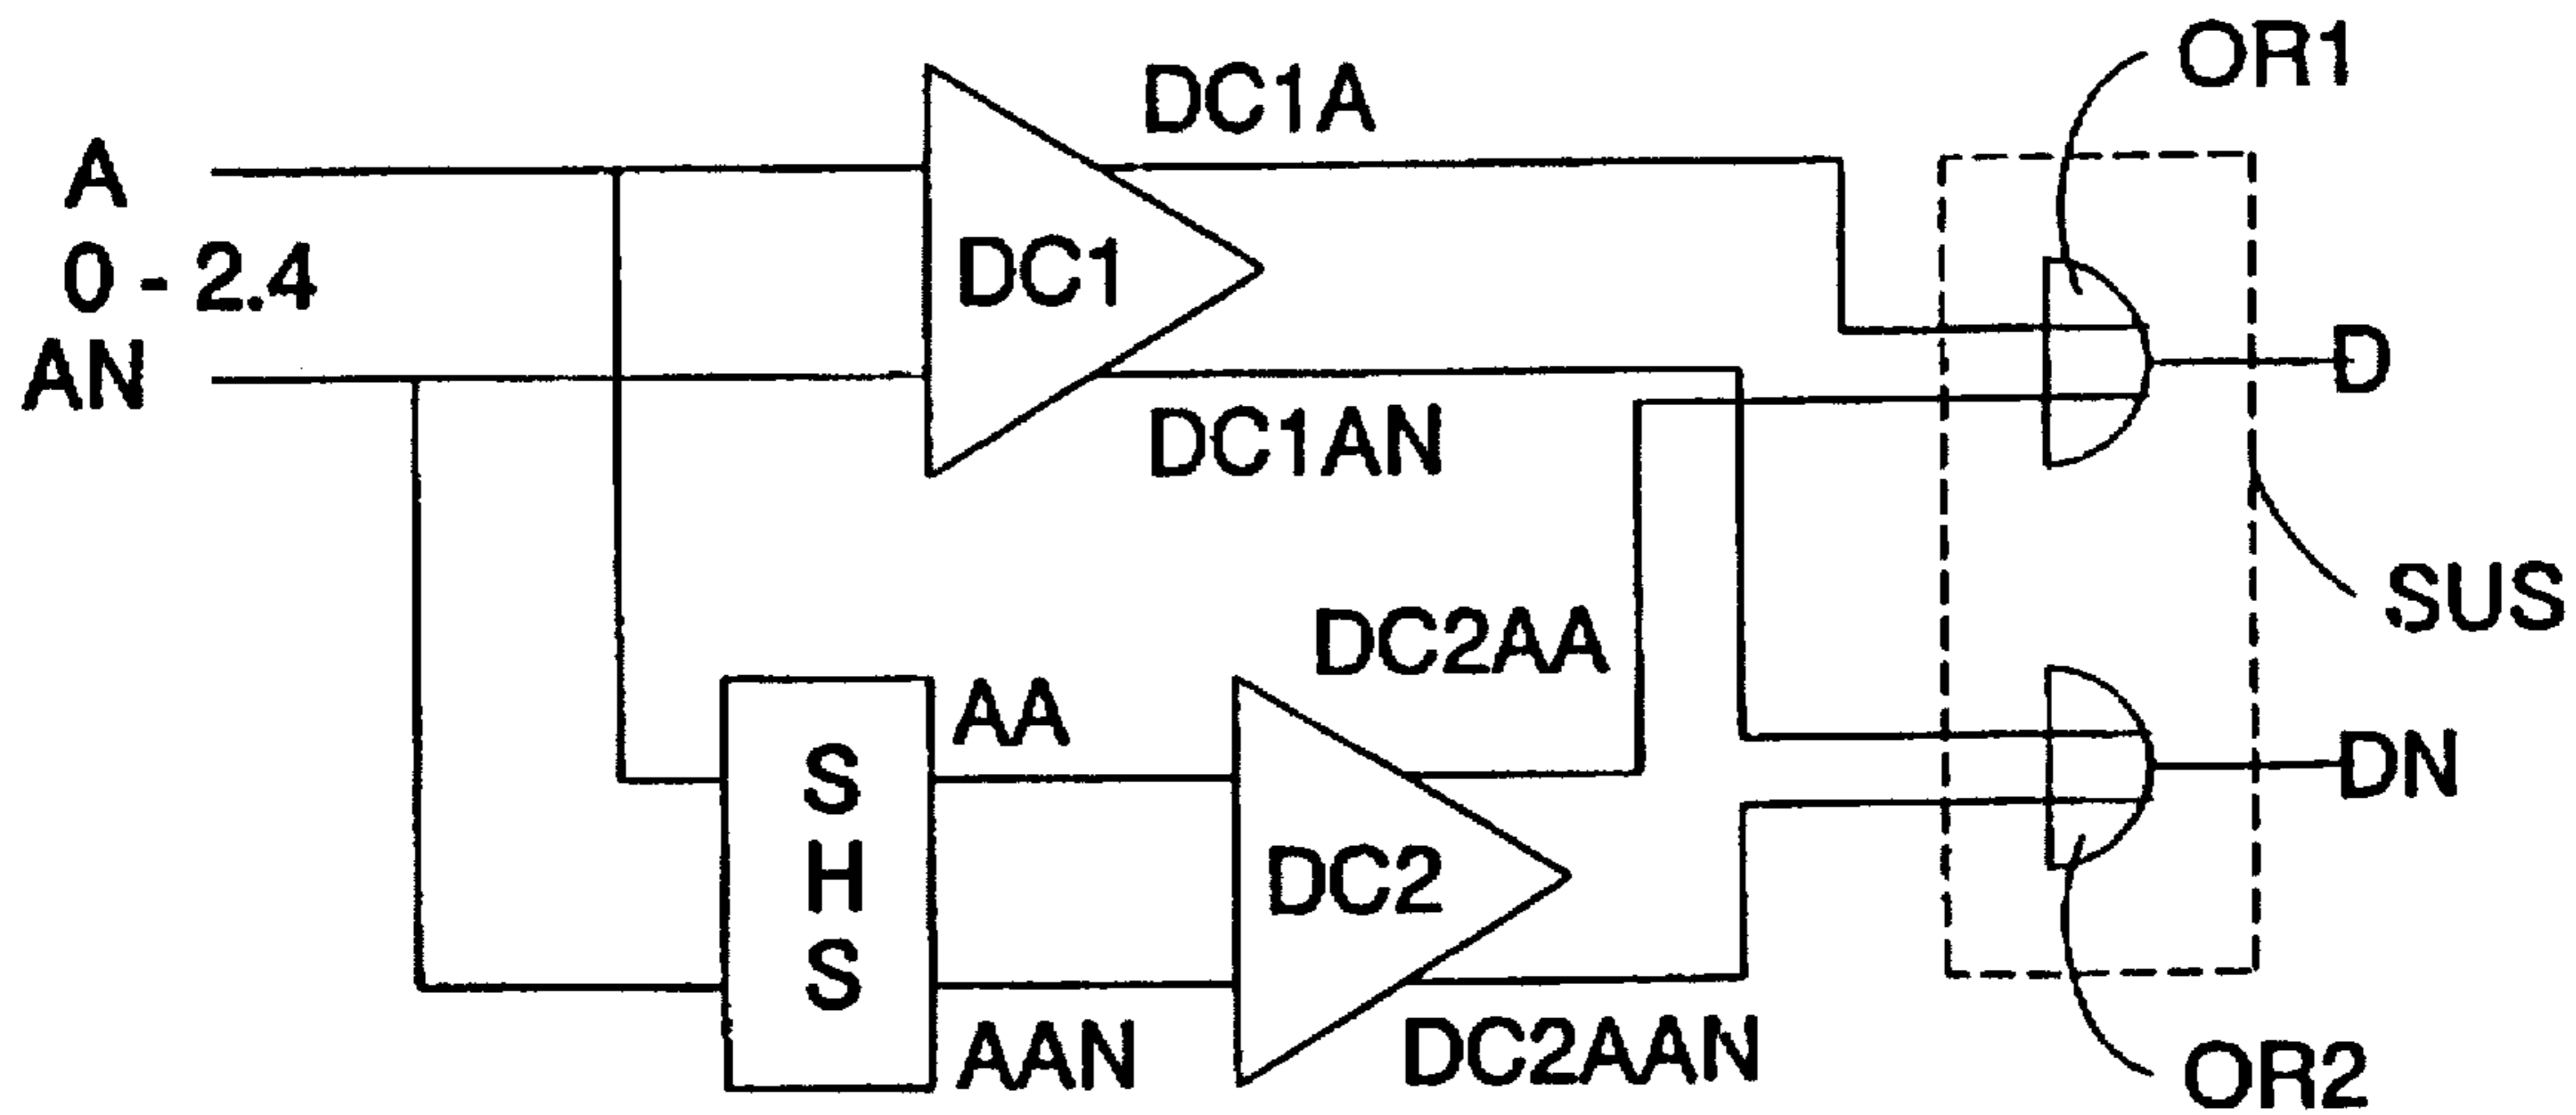 OR1
DC1A
A
0 - 2.4
AN
DC1
D
DC1AN
SUS
DC2AA
AA
S
H
S
DC2
DN
AAN
DC2AAN
OR2